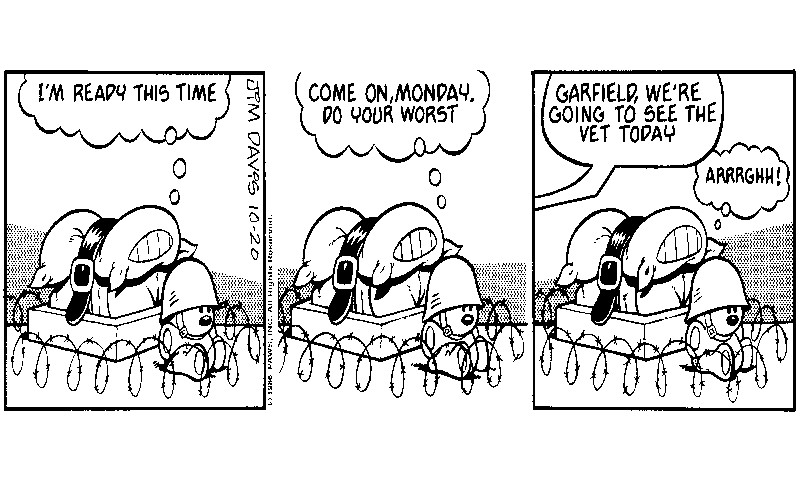 I'M READY THIS TIME
JIM DAVIS 10-20
COME ON, MONDAY.
DO YOUR WORST
GARFIELD, WE'RE
GOING TO SEE THE
VET TODAY
ARRRGHH!